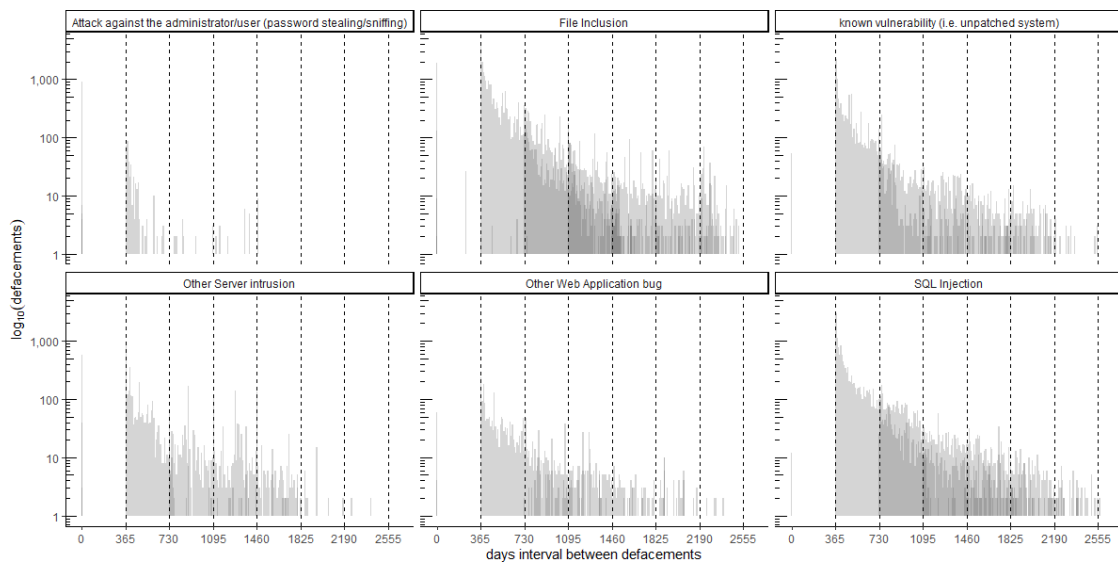 Attack against the administrator/user (password stealing/sniffing)
File Inclusion
known vulnerability (i.e. unpatched system)
1,000
100
10
1
Other Server intrusion
Other Web Application bug
SQL Injection
log₁₀(defacements)
1,000
100
10
1
0 365 730 1095 1460 1825 2190 2555
0 365 730 1095 1460 1825 2190 2555
0 365 730 1095 1460 1825 2190 2555
days interval between defacements